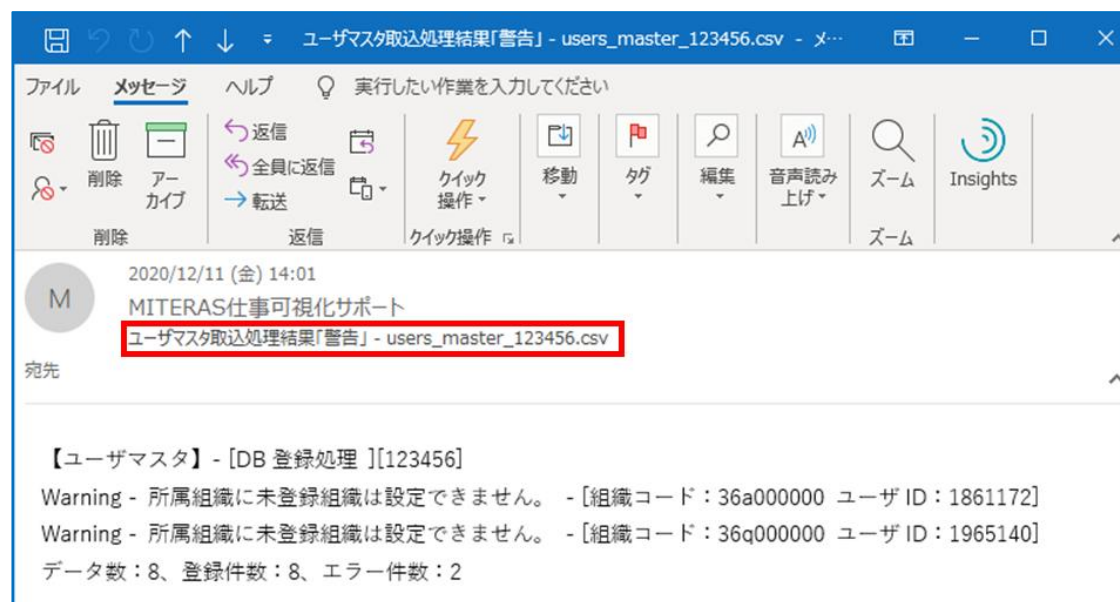 ユーザマスタ取込処理結果「警告」 - users_master_123456.csv - メ…
ファイル メッセージ ヘルプ 実行したい作業を入力してください
削除
アー
カイブ
削除
返信
全員に返信
転送
返信
クイック
操作
クイック操作
移動
タグ
編集
音声読み
上げ
ズーム
ズーム
Insights
M
2020/12/11 (金) 14:01
MITERAS仕事可視化サポート
ユーザマスタ取込処理結果「警告」 - users_master_123456.csv
宛先
【ユーザマスタ】 - [DB 登録処理 ][123456]
Warning - 所属組織に未登録組織は設定できません。 - [組織コード：36a000000 ユーザ ID：1861172]
Warning - 所属組織に未登録組織は設定できません。 - [組織コード：36q000000 ユーザ ID：1965140]
データ数：8、登録件数：8、エラー件数：2